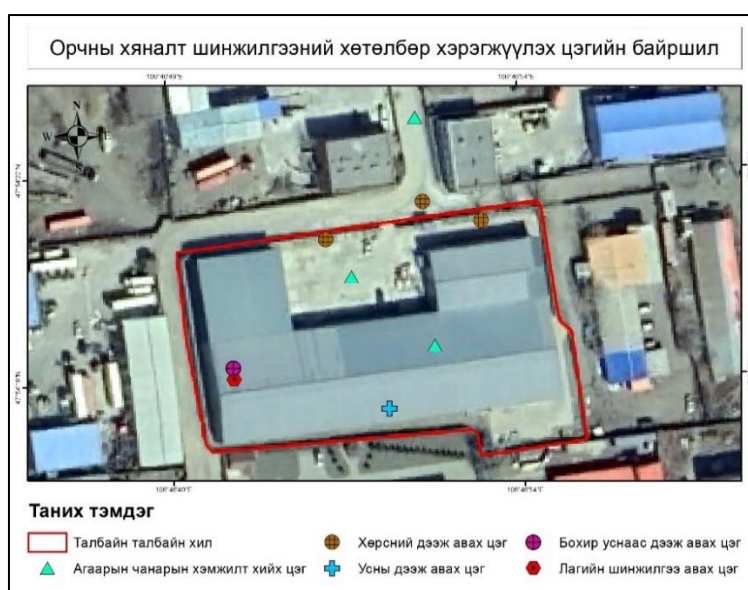 Орчны хяналт шинжилгээний хөтөлбөр хэрэгжүүлэх цэгийн байршил
N
W
E
S
Таних тэмдэг
Талбайн талбайн хил
Хөрсний дээж авах цэг
Бохир уснаас дээж авах цэг
Агаарын чанарын хэмжилт хийх цэг
Усны дээж авах цэг
Лагийн шинжилгээ авах цэг